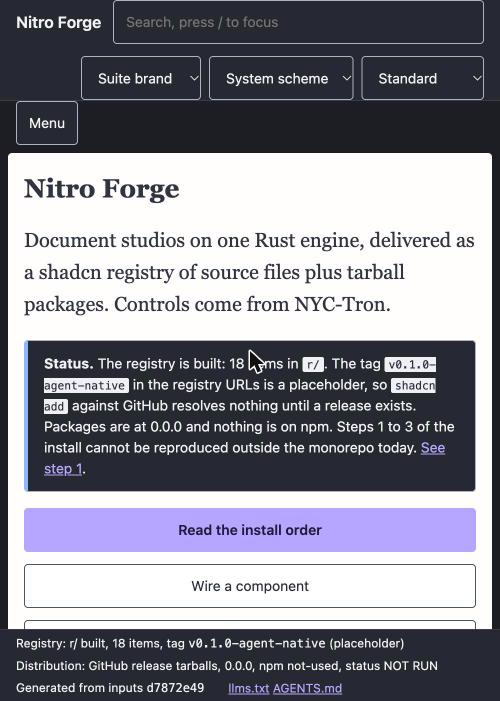 Nitro Forge
Search, press / to focus
Suite brand
System scheme
Standard
Menu
Nitro Forge
Document studios on one Rust engine, delivered as
a shadcn registry of source files plus tarball
packages. Controls come from NYC-Tron.
Status. The registry is built: 18 items in r/. The tag v0.1.0-
agent-native in the registry URLs is a placeholder, so shadcn
add against GitHub resolves nothing until a release exists.
Packages are at 0.0.0 and nothing is on npm. Steps 1 to 3 of the
install cannot be reproduced outside the monorepo today. See
step 1.
Read the install order
Wire a component
Registry: r/ built, 18 items, tag v0.1.0-agent-native (placeholder)
Distribution: GitHub release tarballs, 0.0.0, npm not-used, status NOT RUN
Generated from inputs d7872e49 llms.txt AGENTS.md